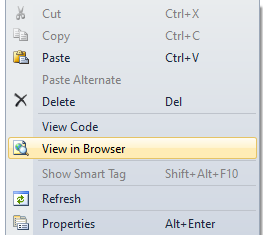 Cut Ctrl+X
Copy Ctrl+C
Paste Ctrl+V
Paste Alternate
Delete Del
View Code
View in Browser
Show Smart Tag Shift+Alt+F10
Refresh
Properties Alt+Enter